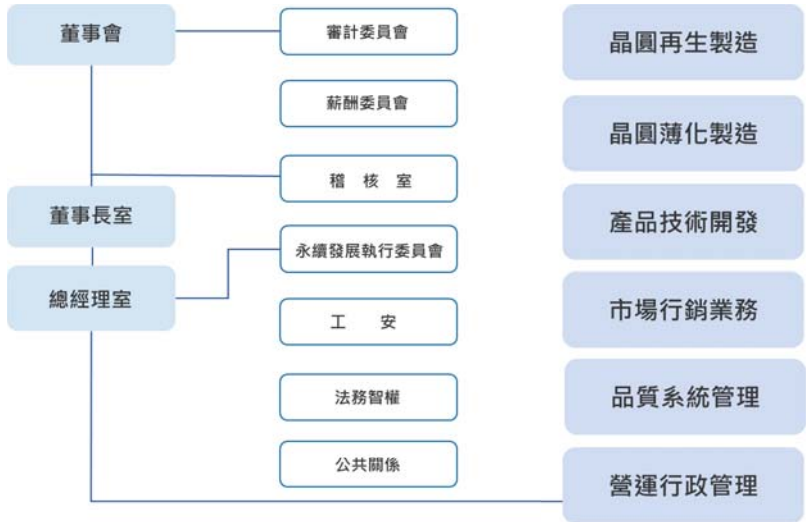 董事會
董事長室
總經理室
審計委員會
薪酬委員會
稽 核 室
永續發展執行委員會
工 安
法務智權
公共關係
晶圓再生製造
晶圓薄化製造
產品技術開發
市場行銷業務
品質系統管理
營運行政管理